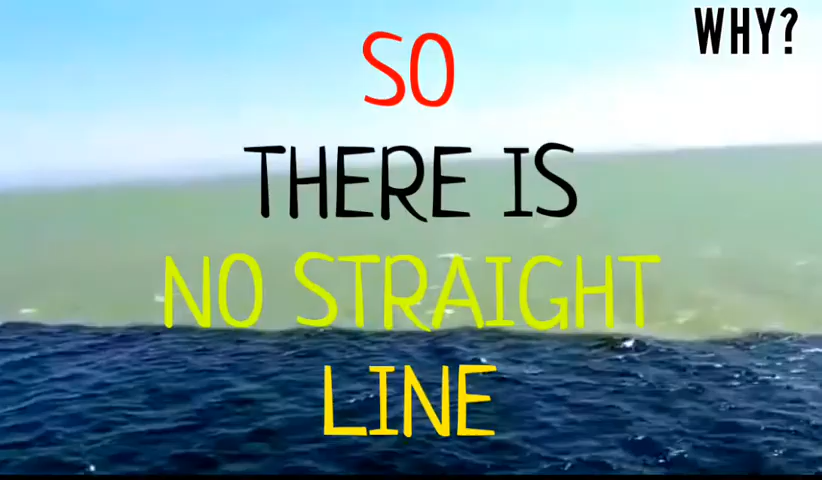 WHY?
SO
THERE IS
NO STRAIGHT
LINE